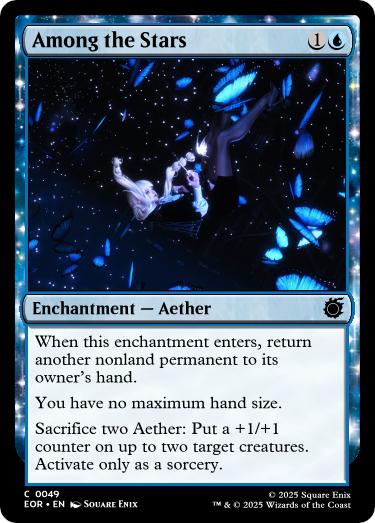 Among the Stars 1
Enchantment — Aether
When this enchantment enters, return
another nonland permanent to its
owner's hand.
You have no maximum hand size.
Sacrifice two Aether: Put a +1/+1
counter on up to two target creatures.
Activate only as a sorcery.
C 0049
EOR • EN Square Enix
© 2025 Square Enix
™ & © 2025 Wizards of the Coast